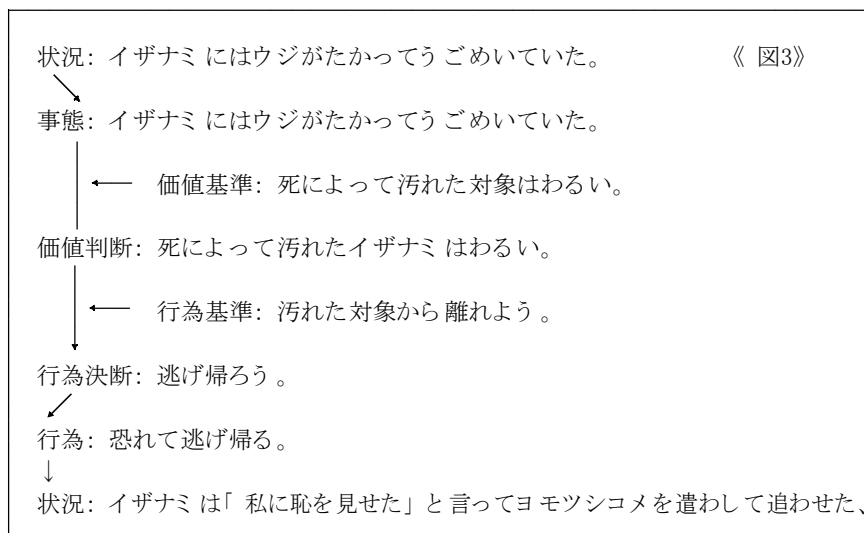 状況: イザナミにはウジがたかってうごめいていた。 《 図3》
事態: イザナミにはウジがたかってうごめいていた。
価値基準: 死によって汚れた対象はわるい。
価値判断: 死によって汚れたイザナミはわるい。
行為基準: 汚れた対象から離れよう。
行為決断: 逃げ帰ろう。
行為: 恐れて逃げ帰る。
↓
状況: イザナミは「私に恥を見せた」と言ってヨモツシコメを遣わして追わせた、